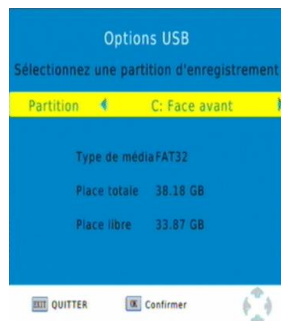 Options USB
Sélectionnez une partition d'enregistrement
Partition C: Face avant
Type de média FAT32
Place totale 38.18 GB
Place libre 33.87 GB
EXIT QUITTER OK Confirmer